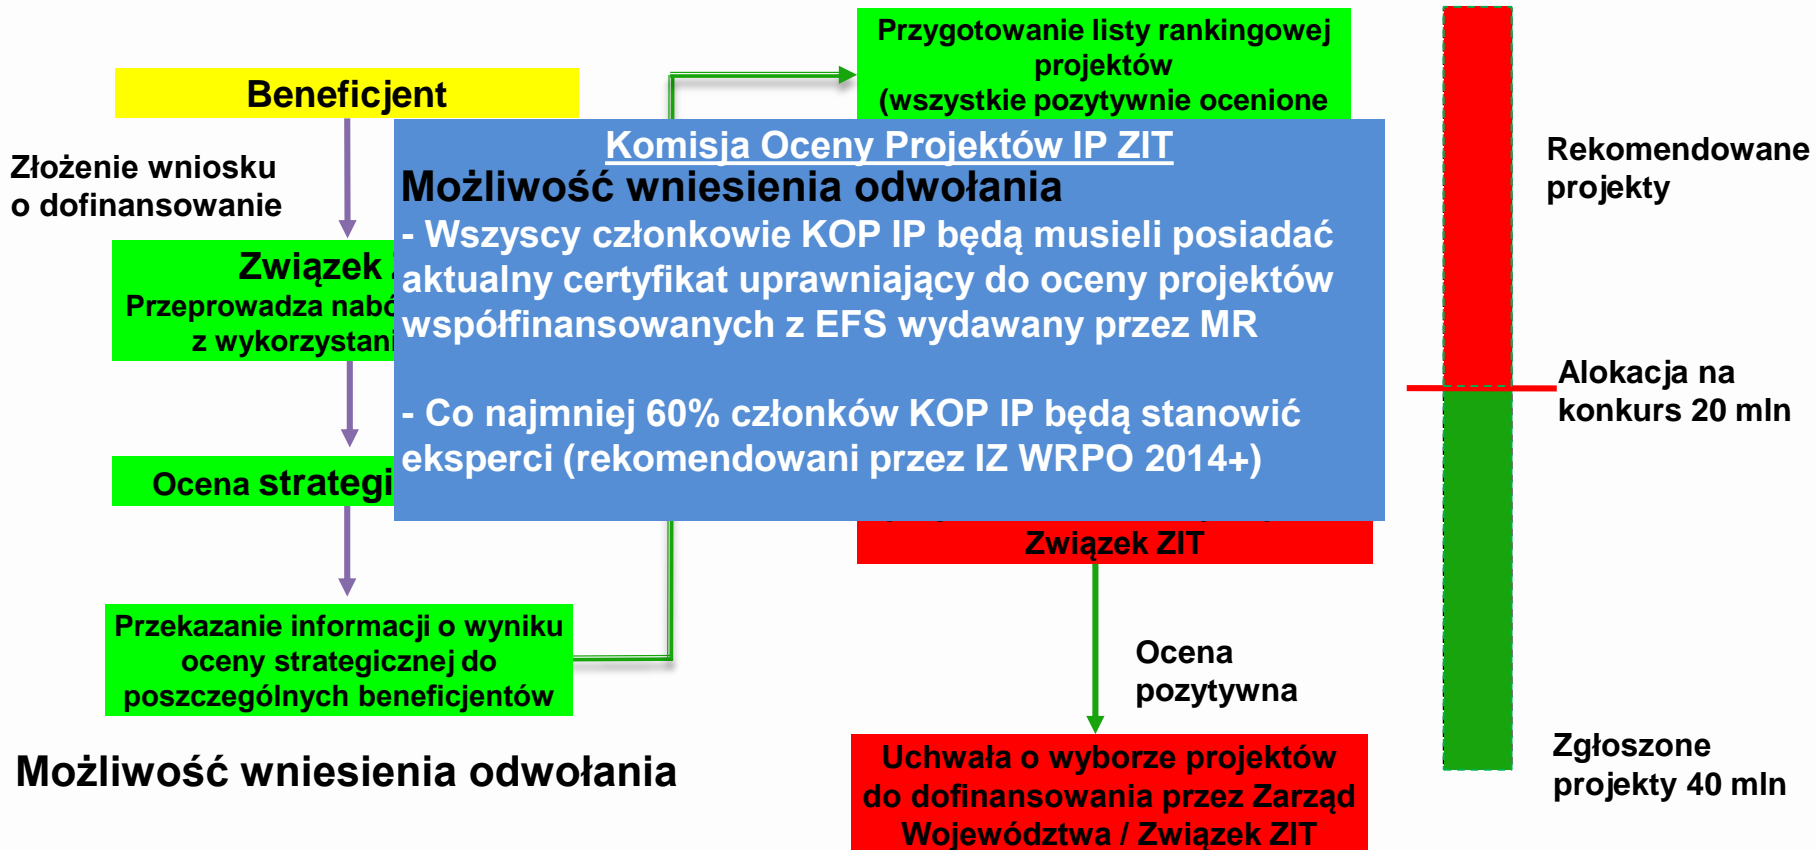 Beneficjent
Złożenie wniosku
o dofinansowanie
Związek
Przeprowadza
z
Ocena
Przekazanie informacji o wyniku
oceny strategicznej do
poszczególnych beneficjentów
Możliwość wniesienia odwołania
Przygotowanie listy rankingowej
projektów
(wszystkie pozytywnie ocenione
Komisja Oceny Projektów IP ZIT
Możliwość wniesienia odwołania
- Wszyscy członkowie KOP IP będą musieli posiadać
aktualny certyfikat uprawniający do oceny projektów
współfinansowanych z EFS wydawany przez MR
- Co najmniej 60% członków KOP IP będą stanowić
eksperci (rekomendowani przez IZ WRPO 2014+)
Związek ZIT
Ocena
pozytywna
Uchwała o wyborze projektów
do dofinansowania przez Zarząd
Województwa / Związek ZIT
Rekomendowane
projekty
Alokacja na
konkurs 20 mln
Zgłoszone
projekty 40 mln